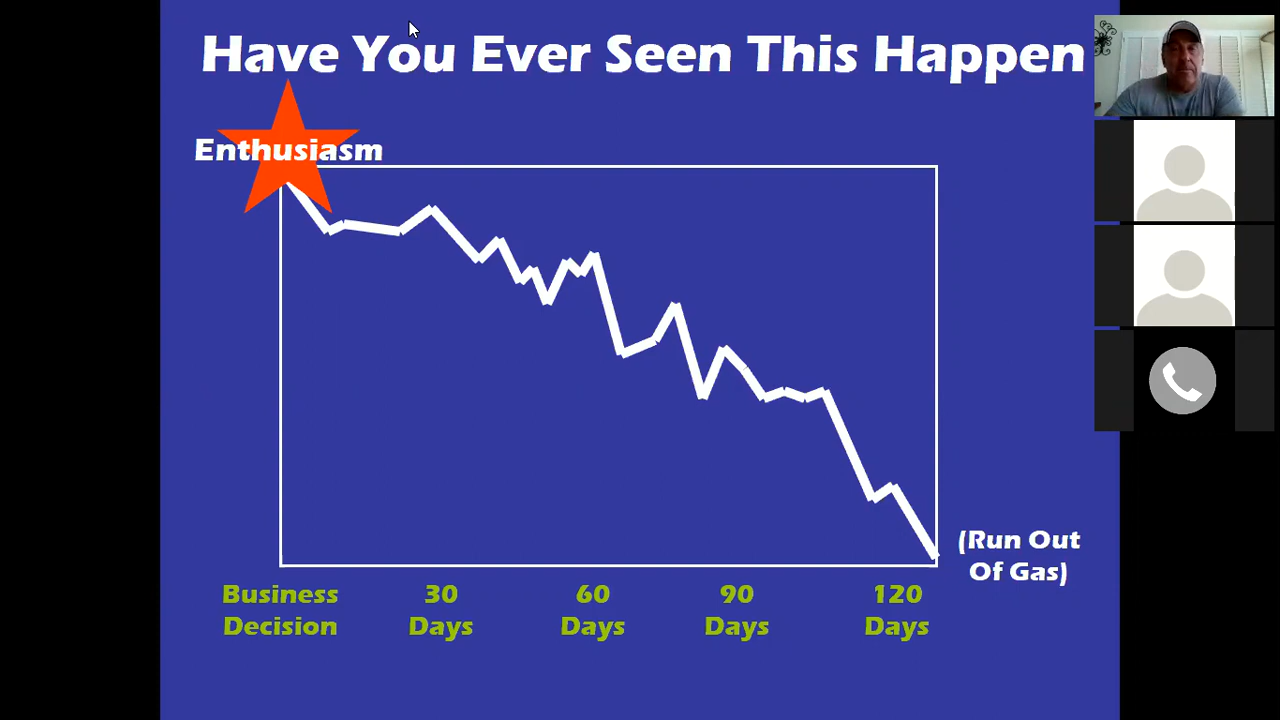 Have You Ever Seen This Happen
Enthusiasm
(Run Out
Of Gas)
Business
Decision
30
Days
60
Days
90
Days
120
Days